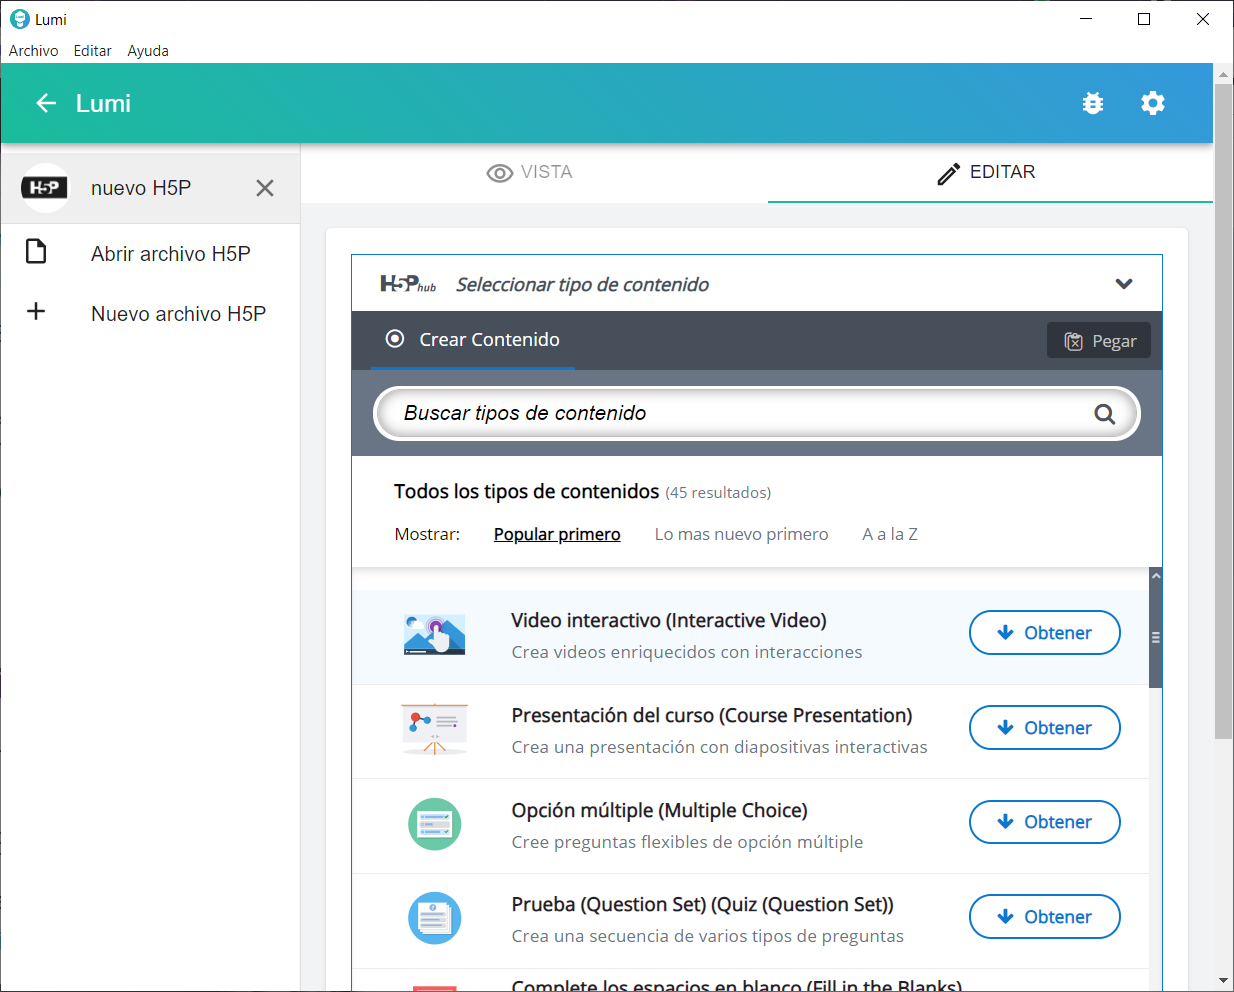 Lumi
Archivo Editar Ayuda
Lumi
nuevo H5P
Abrir archivo H5P
Nuevo archivo H5P
VISTA
EDITAR
H5P hub Seleccionar tipo de contenido
Crear Contenido
Pegar
Buscar tipos de contenido
Todos los tipos de contenidos (45 resultados)
Mostrar: Popular primero Lo mas nuevo primero A a la Z
Video interactivo (Interactive Video)
Crea videos enriquecidos con interacciones
Obtener
Presentación del curso (Course Presentation)
Crea una presentación con diapositivas interactivas
Obtener
Opción múltiple (Multiple Choice)
Cree preguntas flexibles de opción múltiple
Obtener
Prueba (Question Set) (Quiz (Question Set))
Crea una secuencia de varios tipos de preguntas
Obtener
Complete los espacios en blanco (Fill in the Blanks)